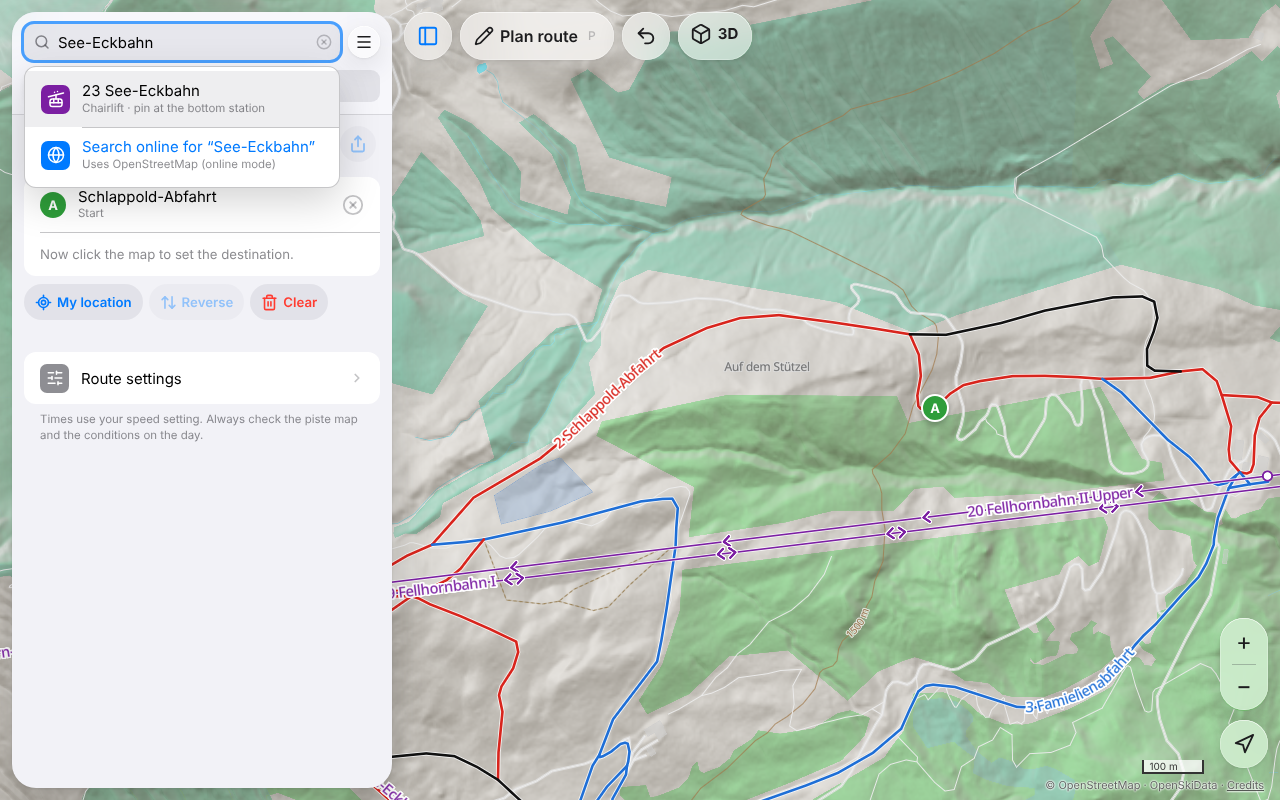 See-Eckbahn
Plan route P
3D
23 See-Eckbahn
Chairlift · pin at the bottom station
Search online for “See-Eckbahn”
Uses OpenStreetMap (online mode)
A Schlappold-Abfahrt
Start
Now click the map to set the destination.
My location
Reverse
Clear
Route settings
Times use your speed setting. Always check the piste map
and the conditions on the day.
2 Schlappold-Abfahrt
Auf dem Stützel
A
20 Fellhornbahn II Upper
Fellhornbahn I
1500 m
3 Famielienabfahrt
+
−
100 m
© OpenStreetMap · OpenSkiData · Credits